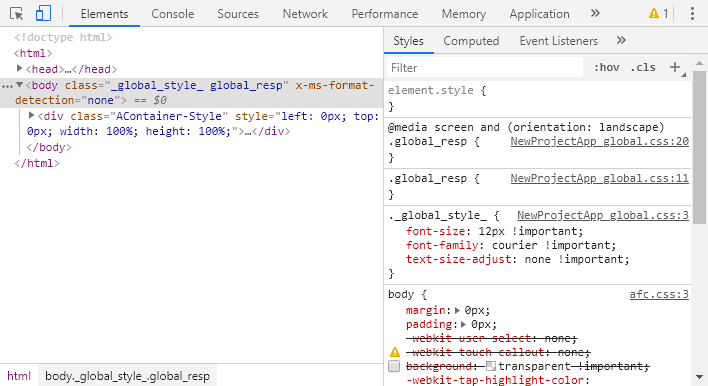 Elements Console Sources Network Performance Memory Application » 1
<!doctype html>
<html>
<head>…</head>
…<body class="_global_style_ global_resp" x-ms-format-
detection="none"> == $0
<div class="AContainer-Style" style="left: 0px; top:
0px; width: 100%; height: 100%;">…</div>
</body>
</html>
html body._global_style_.global_resp
Styles Computed Event Listeners »
Filter :hov .cls +
element.style {
}
@media screen and (orientation: landscape)
.global_resp { NewProjectApp_global.css:20
}
.global_resp { NewProjectApp_global.css:11
}
._global_style_ { NewProjectApp_global.css:3
font-size: 12px !important;
font-family: courier !important;
text-size-adjust: none !important;
}
body { afc.css:3
margin: 0px;
padding: 0px;
-webkit-user-select: none;
-webkit-touch-callout: none;
background: transparent !important;
-webkit-tap-highlight-color: